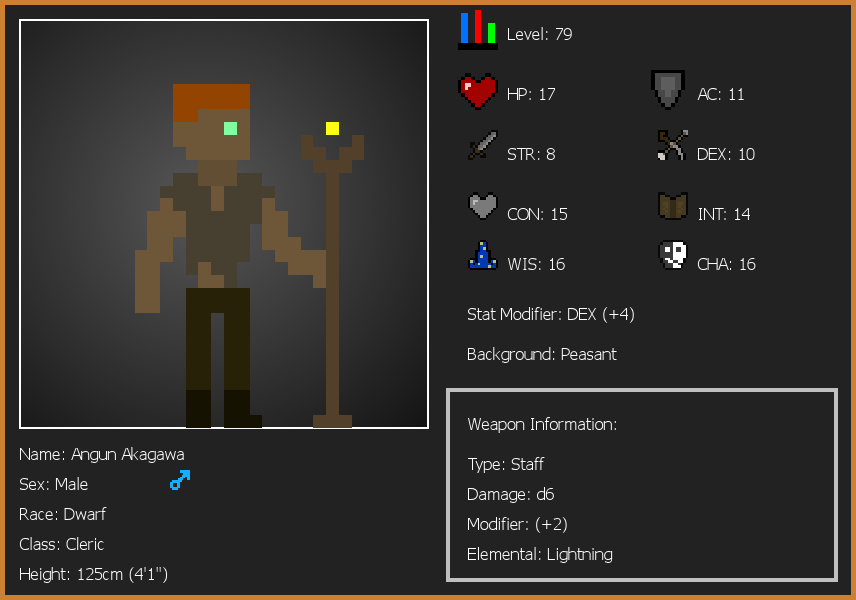 Level: 79
HP: 17
AC: 11
STR: 8
DEX: 10
CON: 15
INT: 14
WIS: 16
CHA: 16
Stat Modifier: DEX (+4)
Background: Peasant
Weapon Information:
Type: Staff
Damage: d6
Modifier: (+2)
Elemental: Lightning
Name: Angun Akagawa
Sex: Male
Race: Dwarf
Class: Cleric
Height: 125cm (4'1")